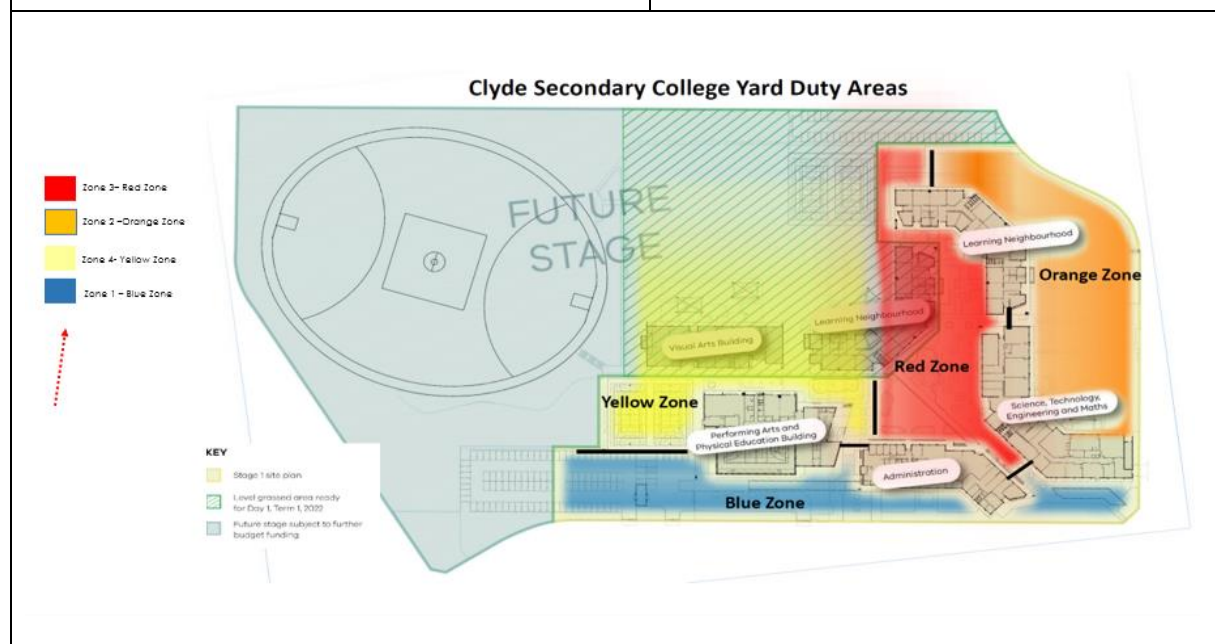 Clyde Secondary College Yard Duty Areas
Zone 3– Red Zone
Zone 2 –Orange Zone
Zone 4- Yellow Zone
Zone 1 – Blue Zone
FUTURE
STAGE
Learning Neighbourhood
Orange Zone
Learning Neighbourhood
Visual Arts Building
Red Zone
Yellow Zone
Science, Technology,
Engineering and Maths
Performing Arts and
Physical Education Building
Administration
Blue Zone
KEY
Stage 1 site plan
Level grassed area ready
for Day 1, Term 1, 2022
Future stage subject to further
budget funding.